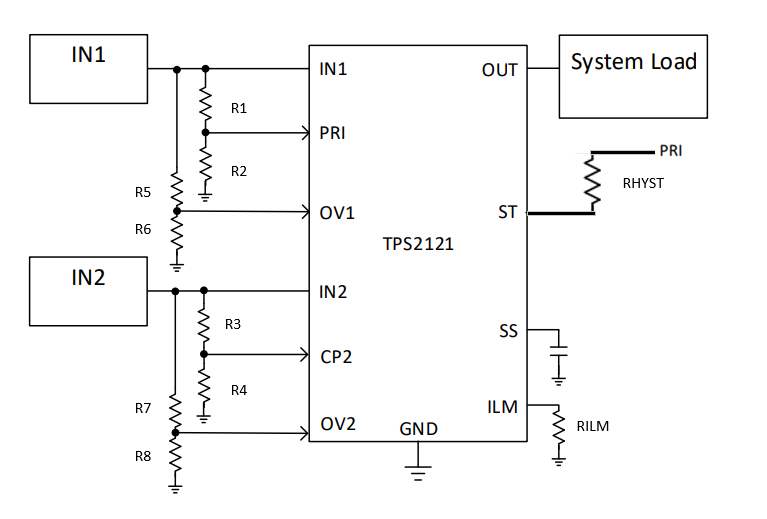 IN1
System Load
IN1
OUT
R1
PRI
PRI
R2
RHYST
R5
OV1
ST
R6
TPS2121
IN2
IN2
R3
SS
CP2
R4
R7
ILM
OV2
GND
RILM
R8